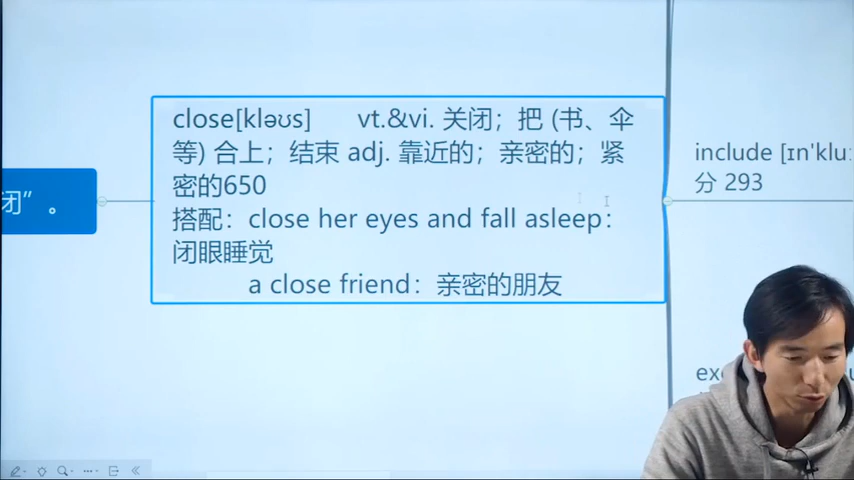 闭”。
close[kləʊs] vt.&vi. 关闭；把 (书、伞
等) 合上；结束 adj. 靠近的；亲密的；紧
密的650
搭配：close her eyes and fall asleep：
闭眼睡觉
a close friend：亲密的朋友
include [ɪn'klu:
分 293